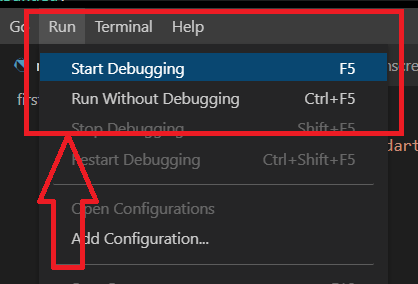 Go Run Terminal Help
Start Debugging F5
Run Without Debugging Ctrl+F5
Stop Debugging Shift+F5
Restart Debugging Ctrl+Shift+F5
Open Configurations
Add Configuration...